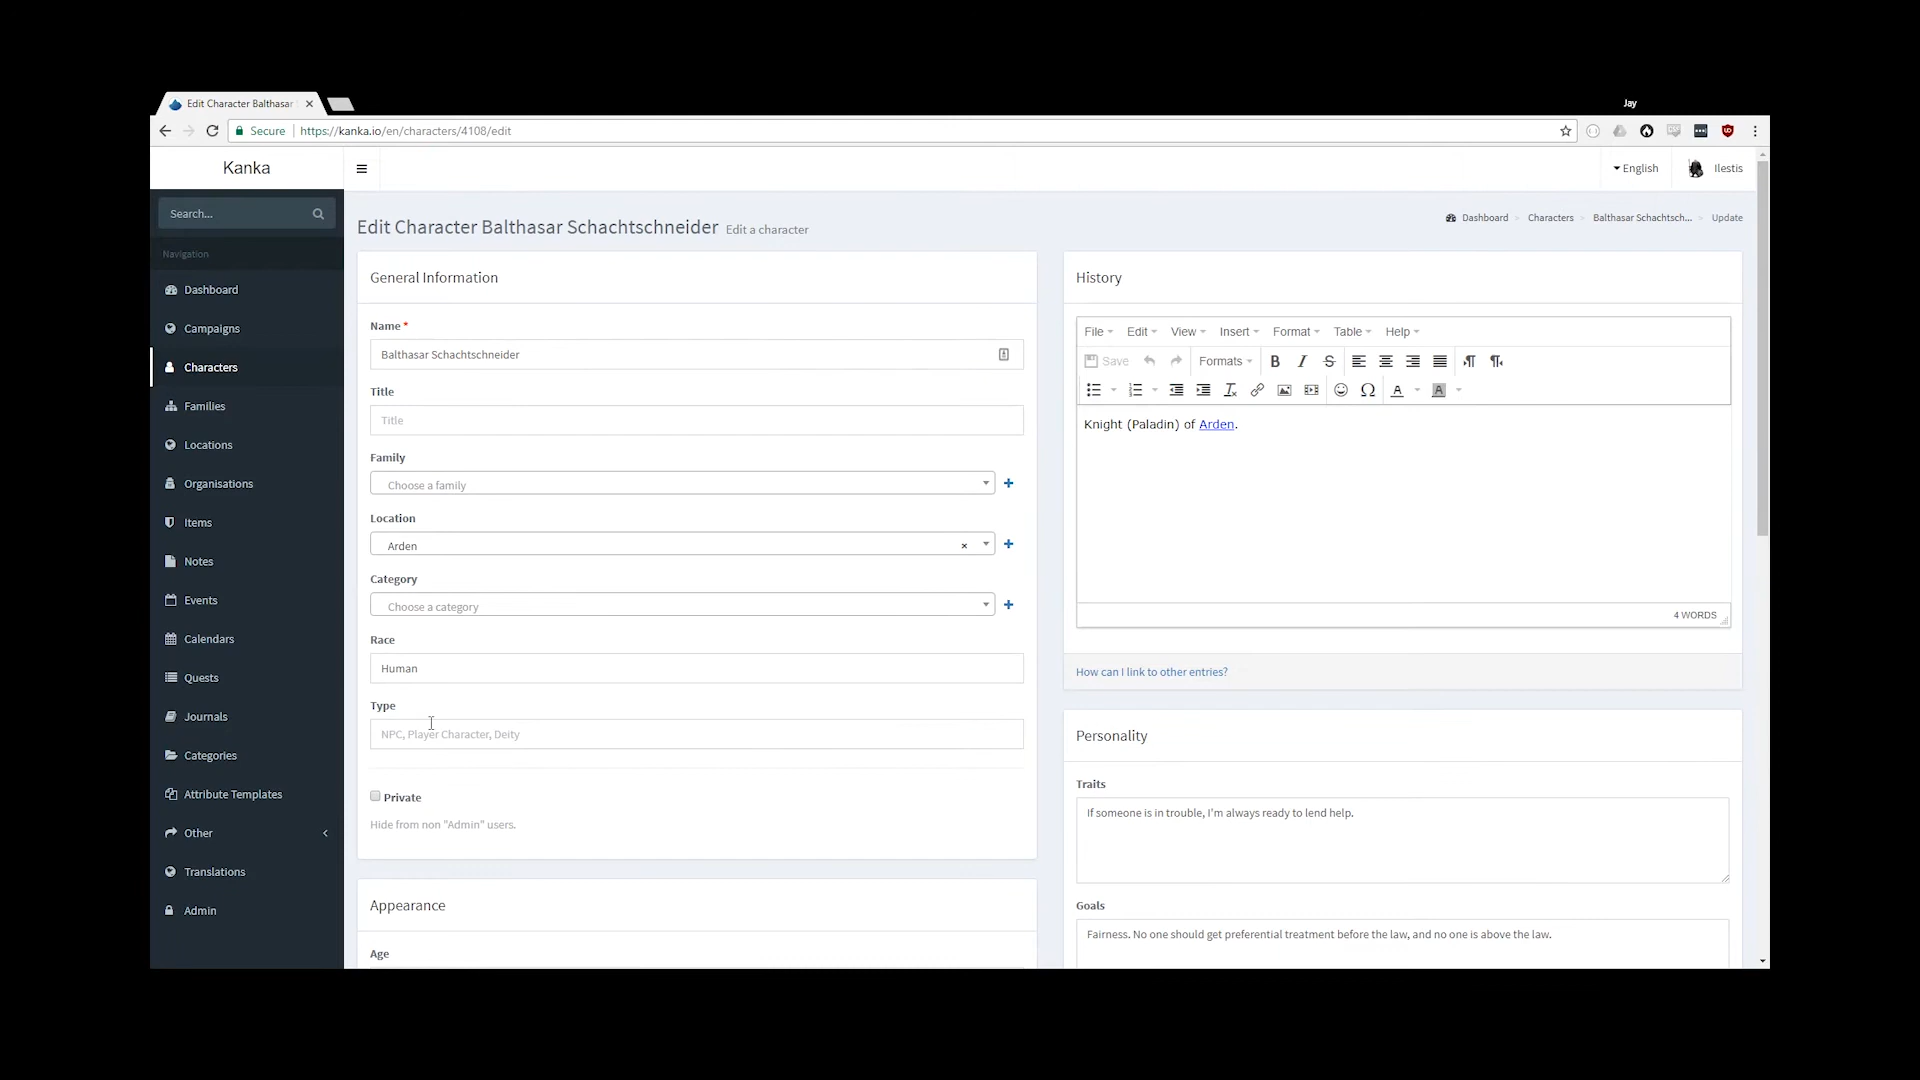 Jay
Edit Character Balthasar
Secure
https://kanka.io/en/characters/4108/edit
Kanka
English
Ilestis
Search...
Navigation
Dashboard
Campaigns
Characters
Families
Locations
Organisations
Items
Notes
Events
Calendars
Quests
Journals
Categories
Attribute Templates
Other
Translations
Admin
Edit Character Balthasar Schachtschneider Edit a character
Dashboard > Characters > Balthasar Schachtsch... > Update
General Information
Name *
Balthasar Schachtschneider
Title
Title
Family
Choose a family
Location
Arden
Category
Choose a category
Race
Human
Type
NPC, Player Character, Deity
Private
Hide from non "Admin" users.
Appearance
Age
History
File Edit View Insert Format Table Help
Save Formats
Knight (Paladin) of Arden.
4 WORDS
How can I link to other entries?
Personality
Traits
If someone is in trouble, I'm always ready to lend help.
Goals
Fairness. No one should get preferential treatment before the law, and no one is above the law.